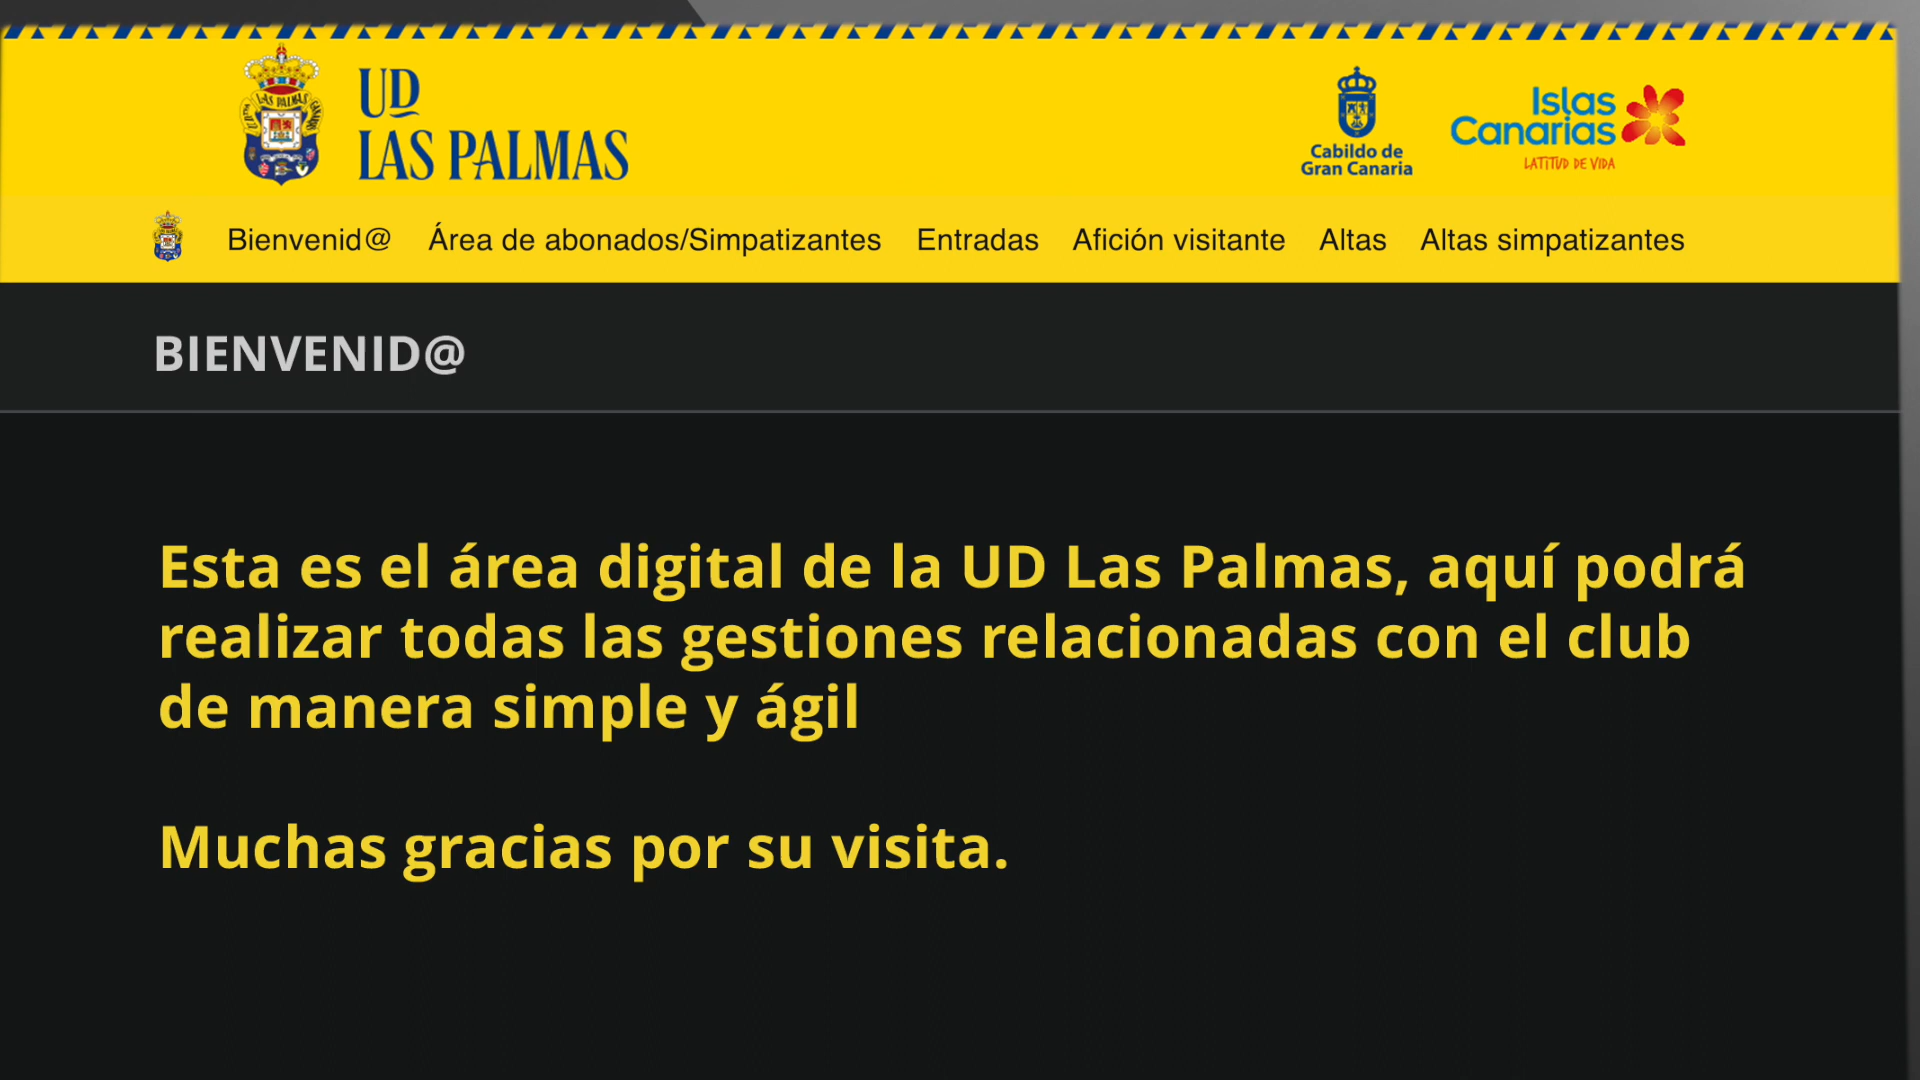 UD
LAS PALMAS
LAS PALMAS
Cabildo de
Gran Canaria
Islas
Canarias
LATITUD DE VIDA
Bienvenid@ Área de abonados/Simpatizantes Entradas Afición visitante Altas Altas simpatizantes
BIENVENID@
Esta es el área digital de la UD Las Palmas, aquí podrá
realizar todas las gestiones relacionadas con el club
de manera simple y ágil
Muchas gracias por su visita.